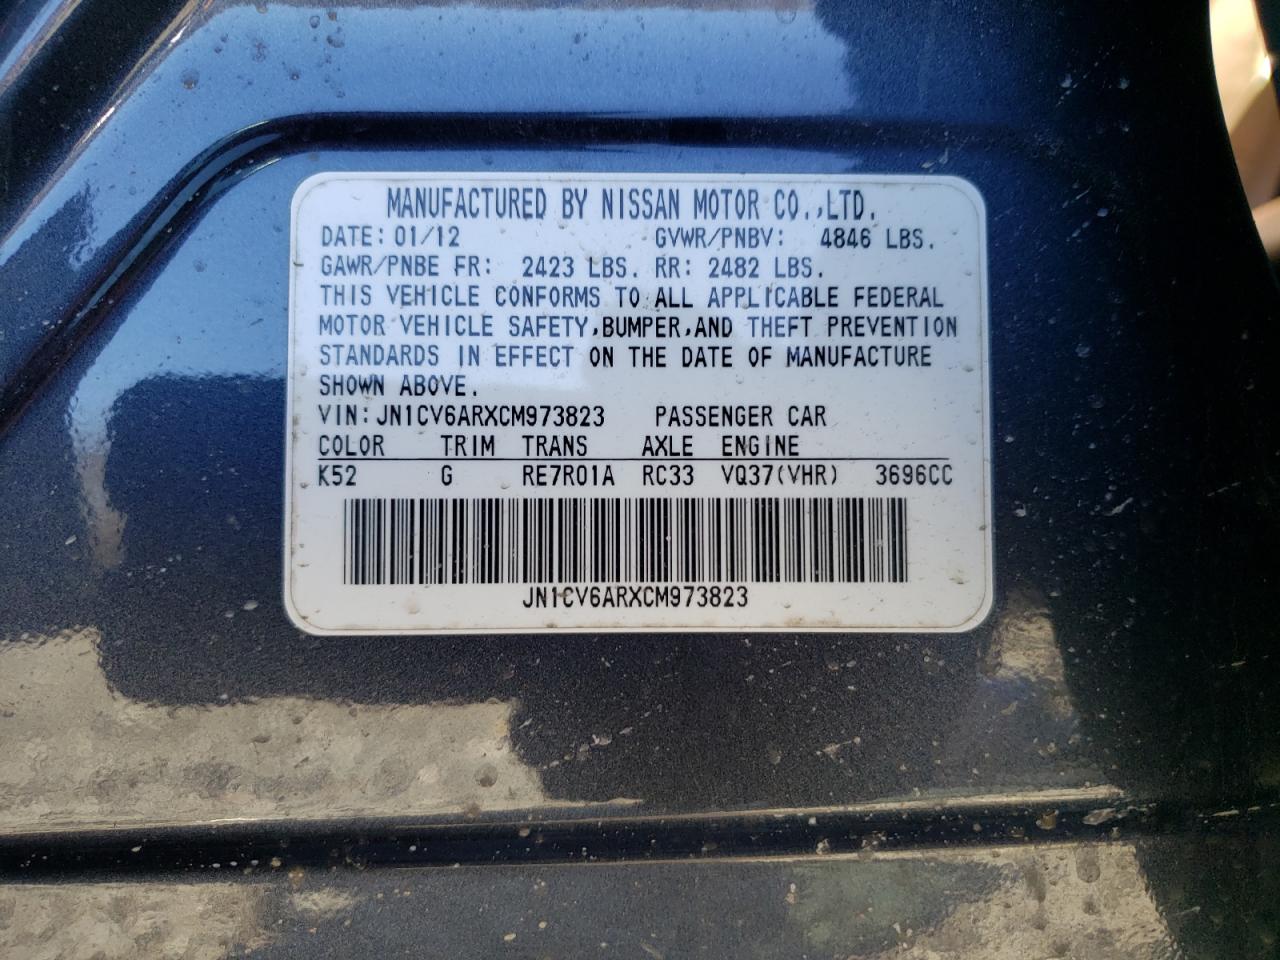 MANUFACTURED BY NISSAN MOTOR CO.,LTD.
DATE: 01/12 GVWR/PNBV: 4846 LBS.
GAWR/PNBE FR: 2423 LBS. RR: 2482 LBS.
THIS VEHICLE CONFORMS TO ALL APPLICABLE FEDERAL
MOTOR VEHICLE SAFETY,BUMPER,AND THEFT PREVENTION
STANDARDS IN EFFECT ON THE DATE OF MANUFACTURE
SHOWN ABOVE.
VIN:JN1CV6ARXCM973823 PASSENGER CAR
COLOR TRIM TRANS AXLE ENGINE
K52 G RE7R01A RC33 VQ37(VHR) 3696CC
JN1CV6ARXCM973823